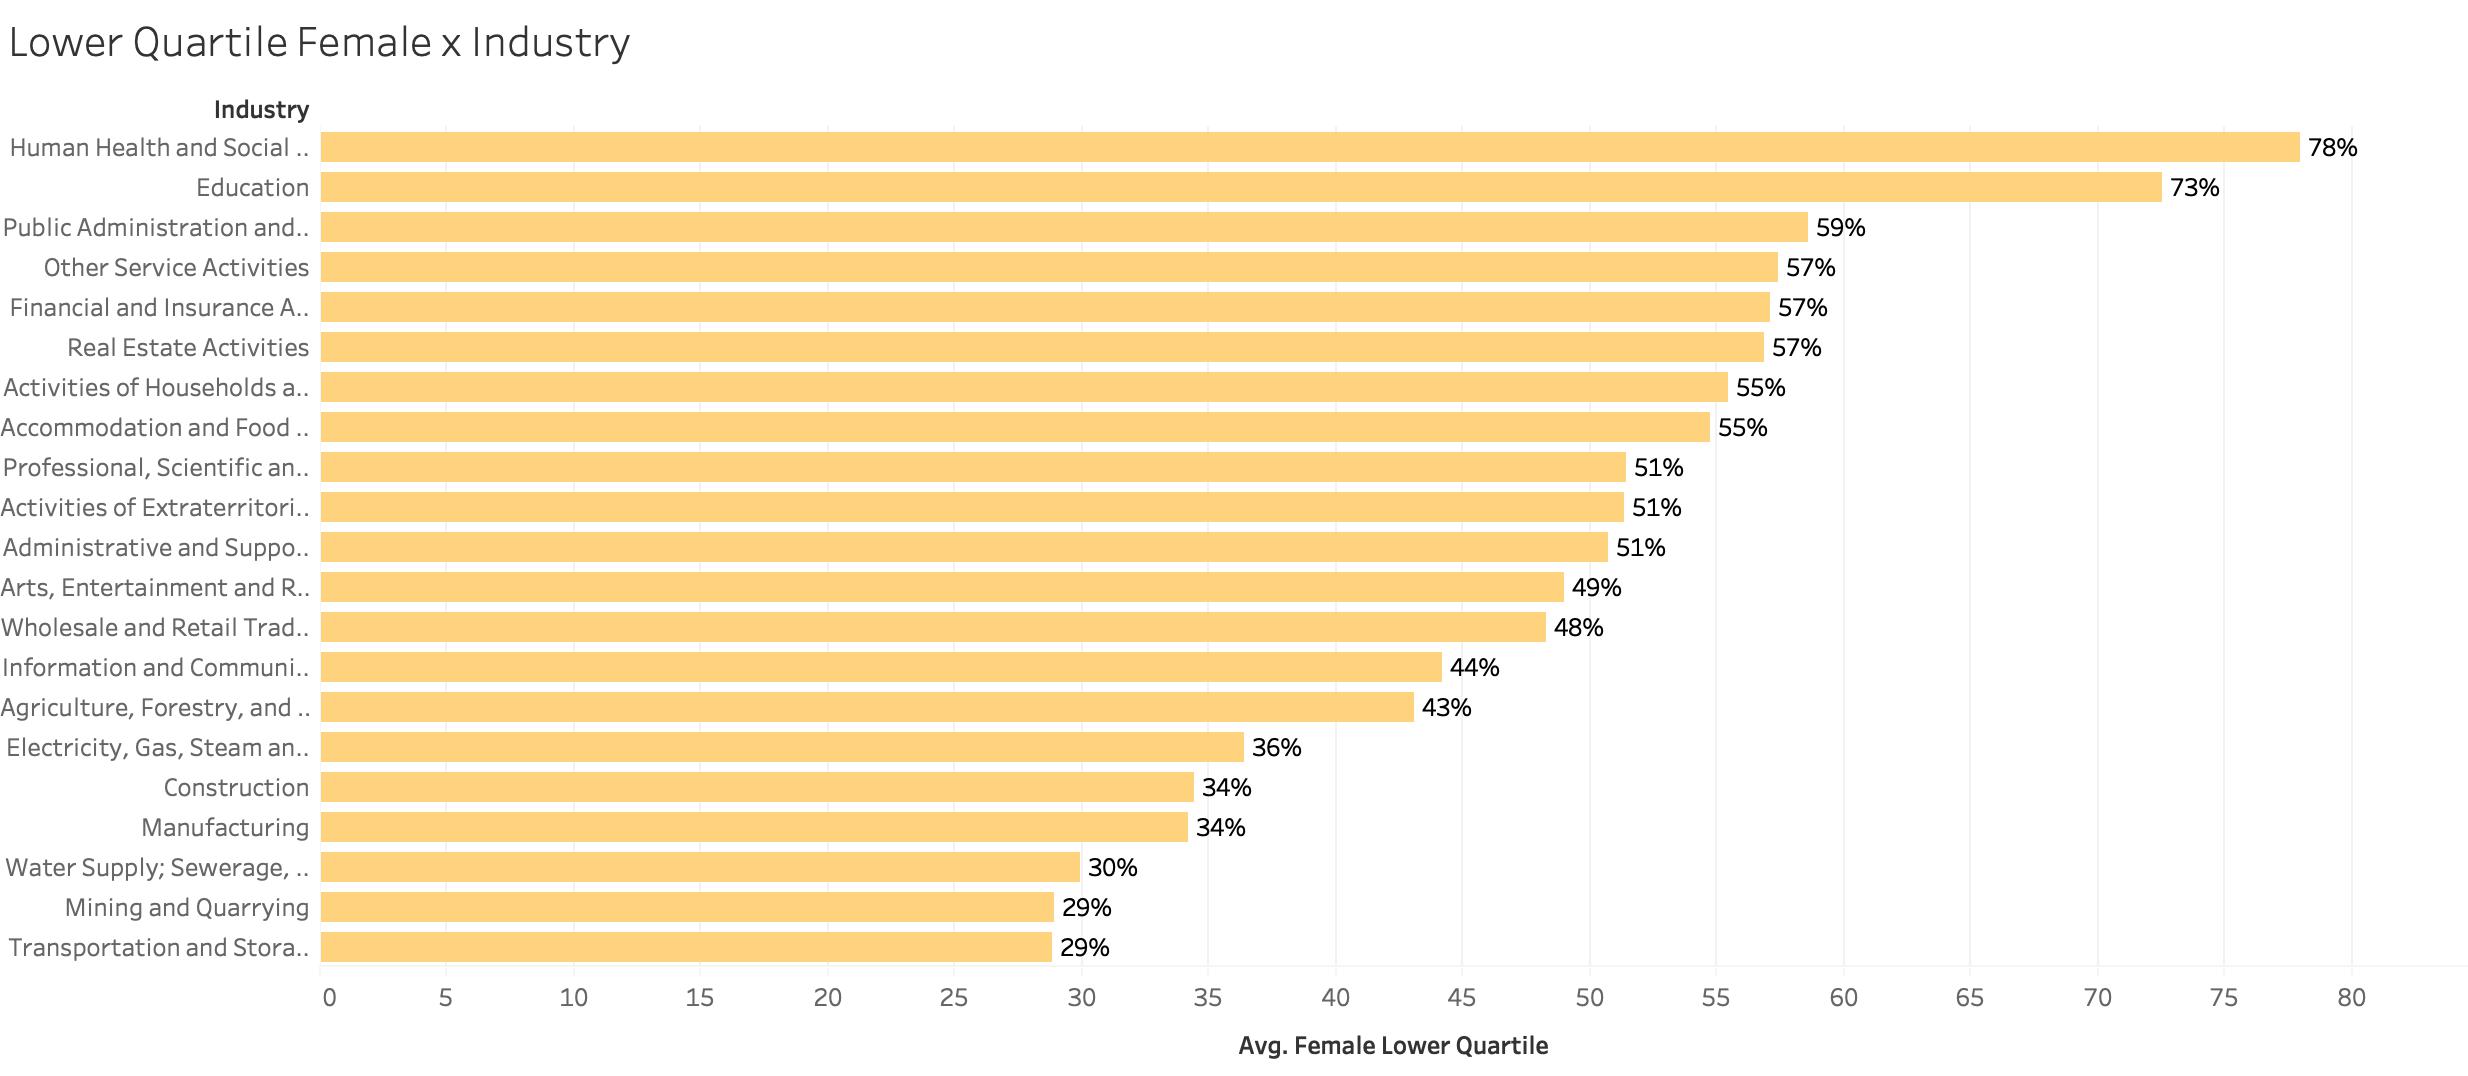 Lower Quartile Female x Industry
Industry
Human Health and Social .. 78%
Education 73%
Public Administration and.. 59%
Other Service Activities 57%
Financial and Insurance A.. 57%
Real Estate Activities 57%
Activities of Households a.. 55%
Accommodation and Food .. 55%
Professional, Scientific an.. 51%
Activities of Extraterritori.. 51%
Administrative and Suppo.. 51%
Arts, Entertainment and R.. 49%
Wholesale and Retail Trad.. 48%
Information and Communi.. 44%
Agriculture, Forestry, and .. 43%
Electricity, Gas, Steam an.. 36%
Construction 34%
Manufacturing 34%
Water Supply; Sewerage, .. 30%
Mining and Quarrying 29%
Transportation and Stora.. 29%
0 5 10 15 20 25 30 35 40 45 50 55 60 65 70 75 80
Avg. Female Lower Quartile